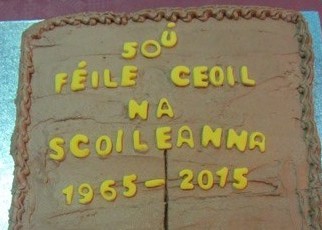 50Ú
FÉILE CEOIL
NA
SCOILEANNA
1965-2015